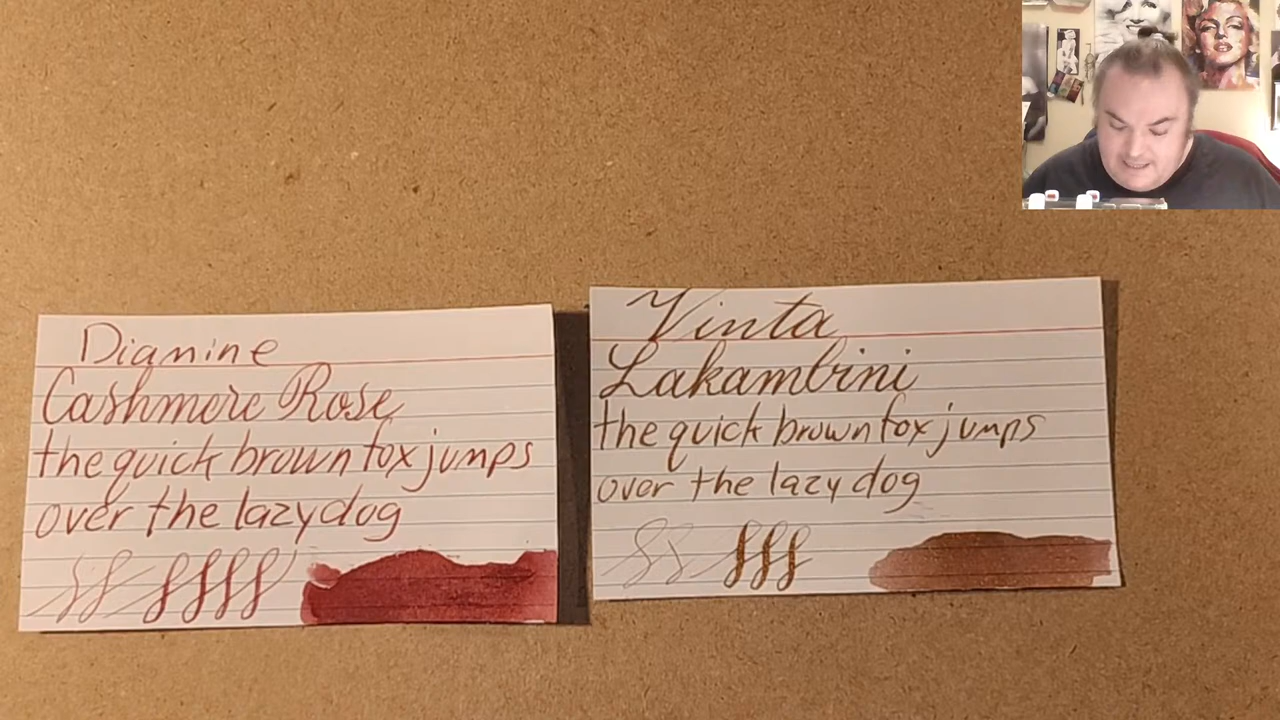 Diamine
Cashmere Rose
the quick brown fox jumps
over the lazy dog
Vinta
Lakambini
the quick brown fox jumps
over the lazy dog